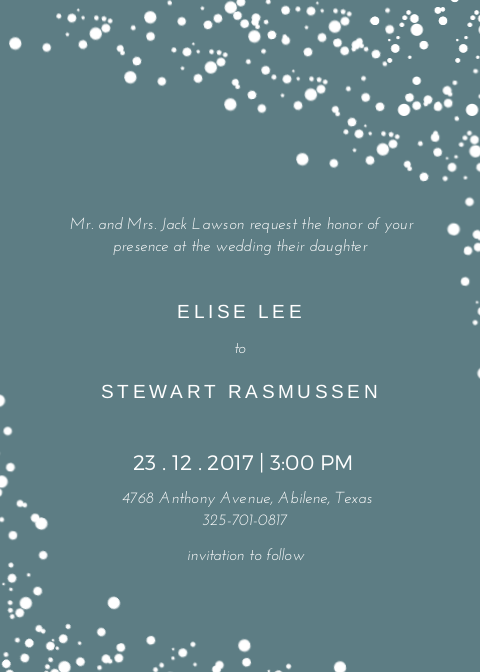 Mr. and Mrs. Jack Lawson request the honor of your
presence at the wedding their daughter
ELISE LEE
to
STEWART RASMUSSEN
23 . 12 . 2017 | 3:00 PM
4768 Anthony Avenue, Abilene, Texas
325-701-0817
invitation to follow